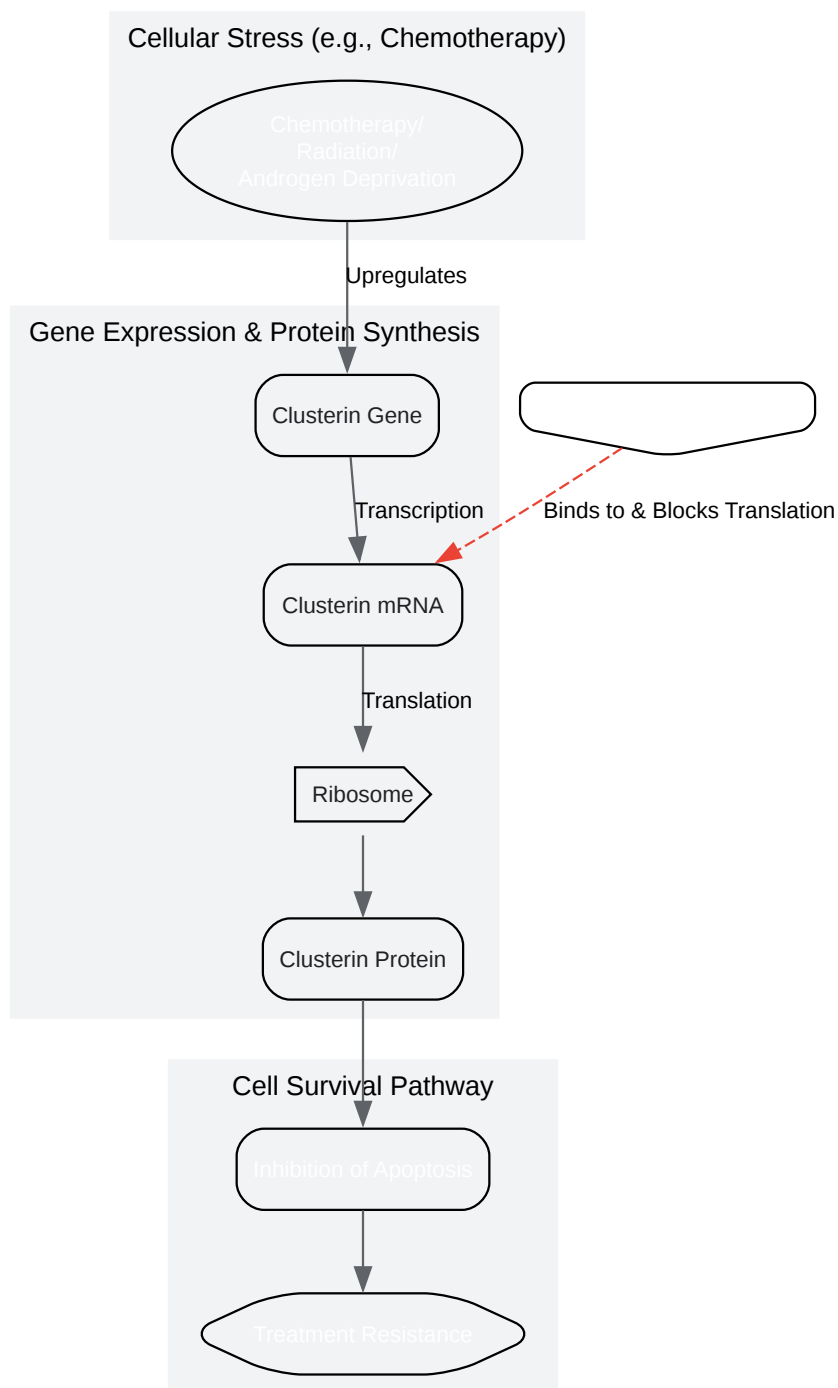 Cellular Stress (e.g., Chemotherapy)
Chemotherapy/
Radiation/
Androgen Deprivation
Upregulates
Gene Expression & Protein Synthesis
Clusterin Gene
Transcription
Binds to & Blocks Translation
Clusterin mRNA
Translation
Ribosome
Clusterin Protein
Cell Survival Pathway
Inhibition of Apoptosis
Treatment Resistance